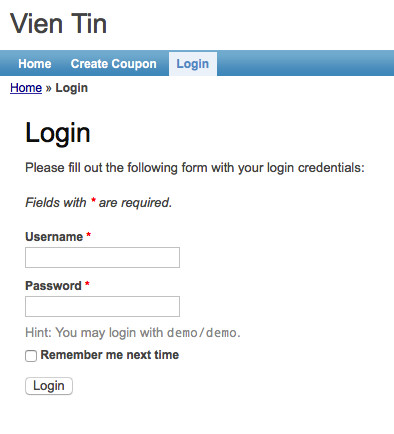 Vien Tin
Home Create Coupon Login
Home » Login
Login
Please fill out the following form with your login credentials:
Fields with * are required.
Username *
Password *
Hint: You may login with demo/demo.
Remember me next time
Login